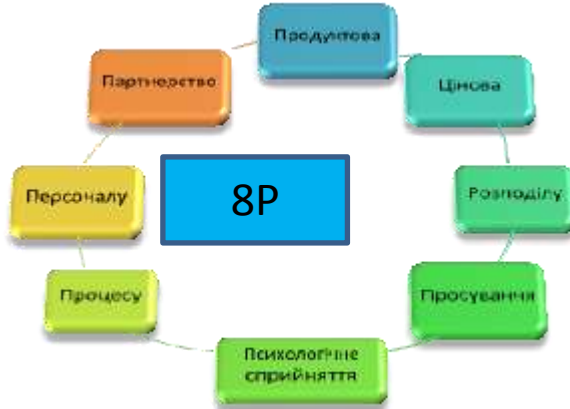 Продуктова
Цінова
Розподілу
Просування
Психологічне
сприйняття
Процесу
Персоналу
Партнерство
8P